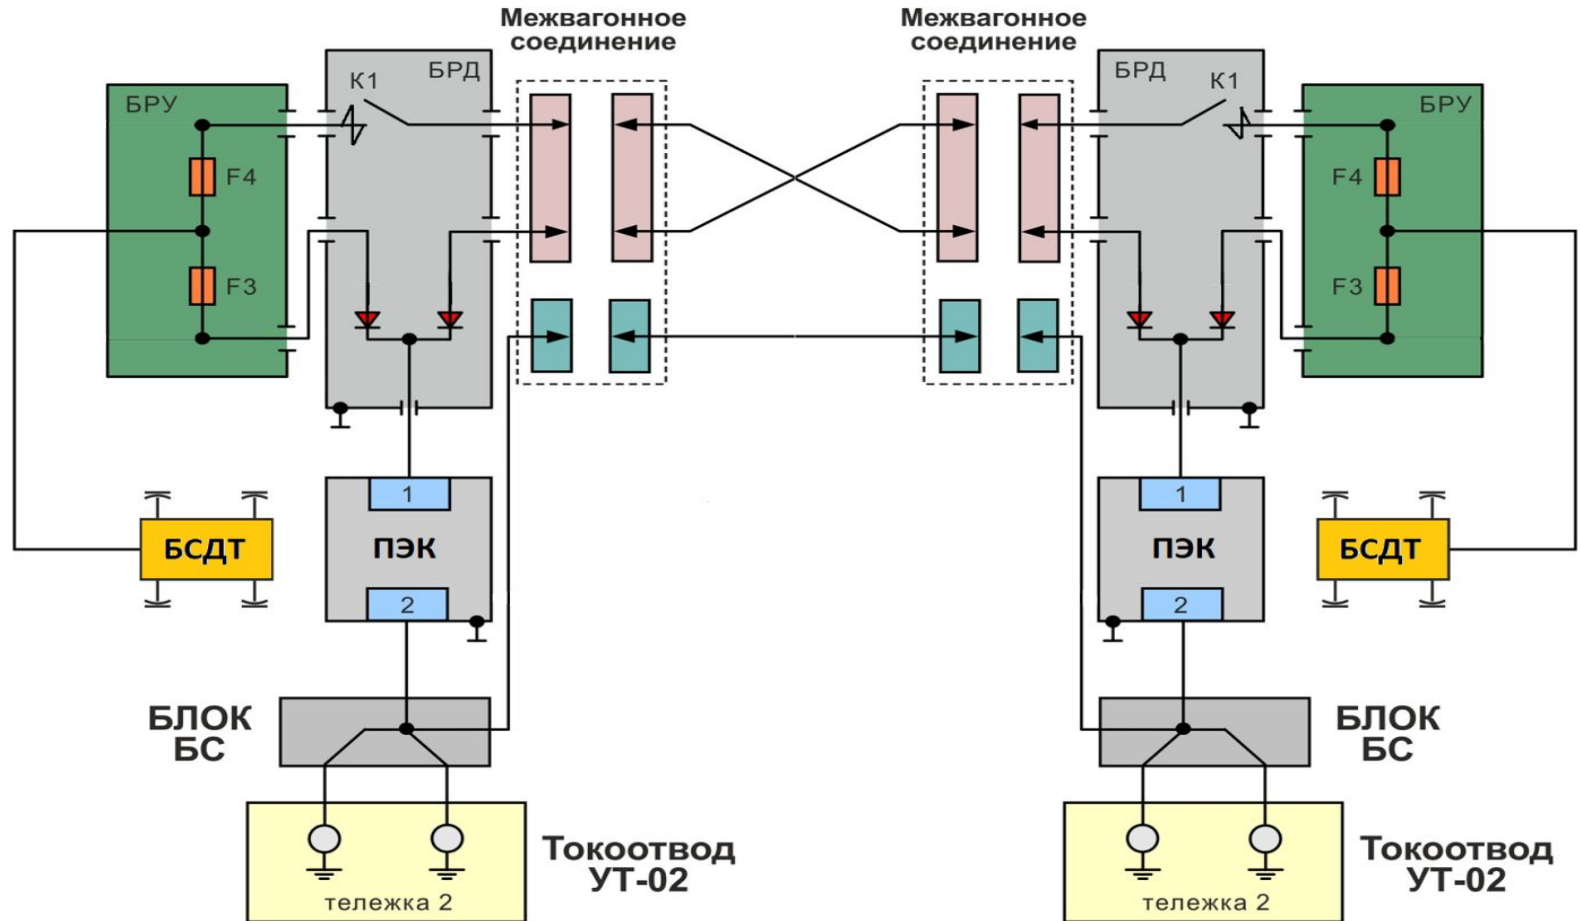 Межвагонное
соединение
Межвагонное
соединение
БРУ
К1
БРД
БРД
К1
БРУ
F4
F3
F4
F3
1
ПЭК
2
БСДТ
1
ПЭК
2
БСДТ
БЛОК
БС
БЛОК
БС
Токоотвод
УТ-02
тележка 2
Токоотвод
УТ-02
тележка 2